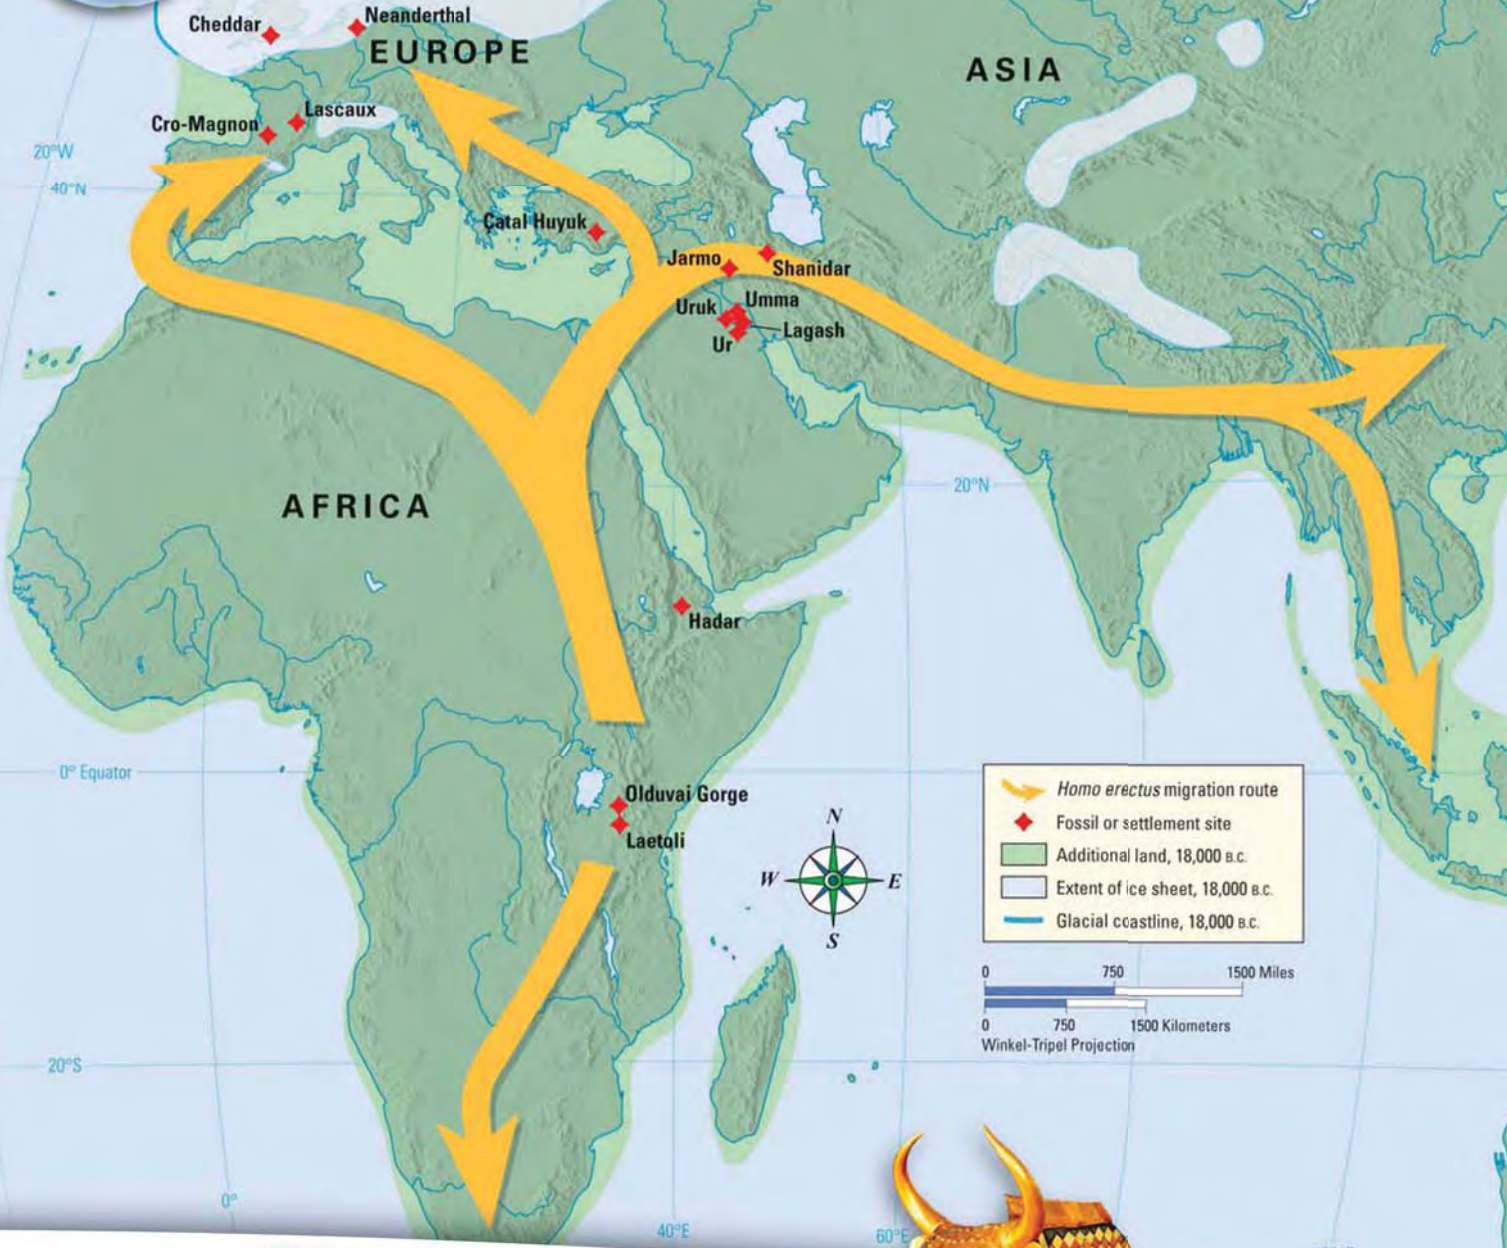 Cheddar
Neanderthal
EUROPE
ASIA
Lascaux
Cro-Magnon
20°W
40°N
Çatal Huyuk
Jarmo
Shanidar
Uruk
Umma
Lagash
Ur
20°N
AFRICA
Hadar
0° Equator
Olduvai Gorge
Laetoli
N
W
E
S
Homo erectus migration route
Fossil or settlement site
Additional land, 18,000 B.C.
Extent of ice sheet, 18,000 B.C.
Glacial coastline, 18,000 B.C.
0 750 1500 Miles
0 750 1500 Kilometers
Winkel-Tripel Projection
20°S
0°
40°E
60°E